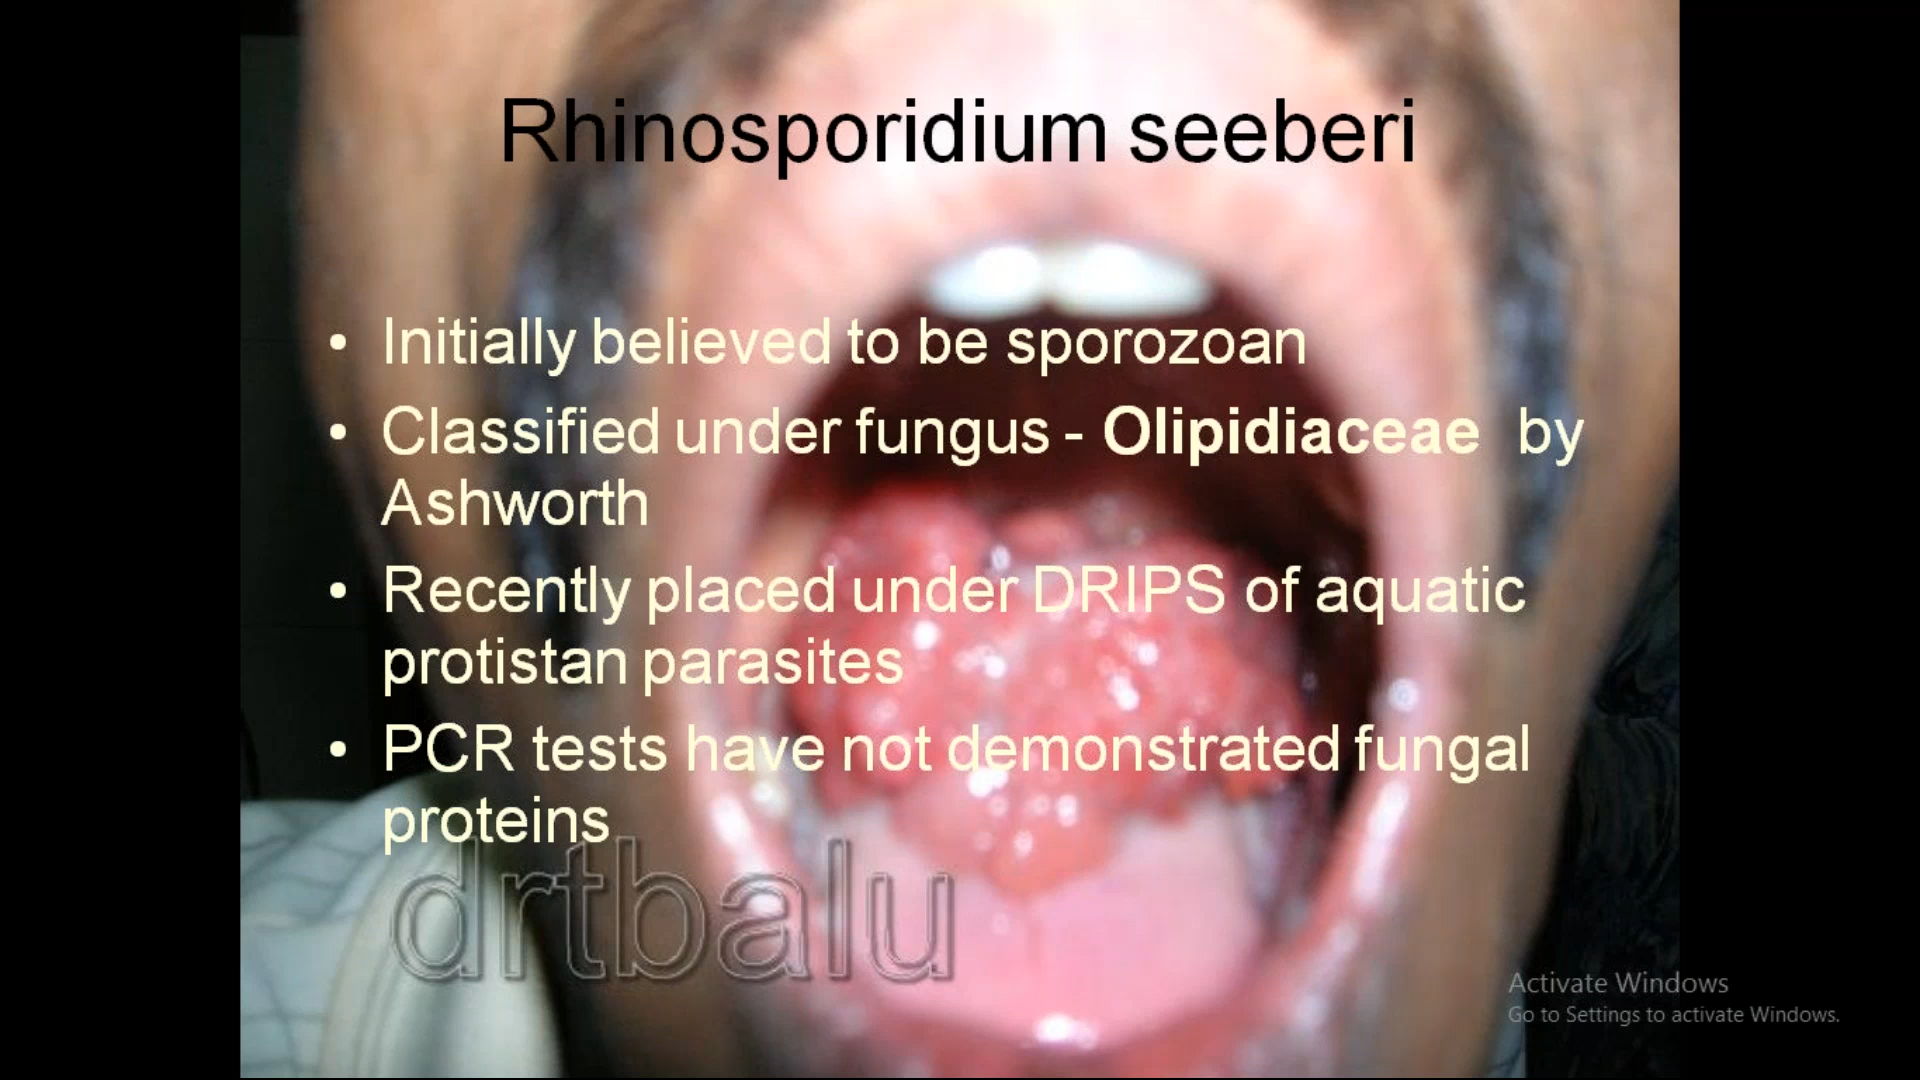 Rhinosporidium seeberi
• Initially believed to be sporozoan
• Classified under fungus - Olipidiaceae by
Ashworth
• Recently placed under DRIPS of aquatic
protistan parasites
• PCR tests have not demonstrated fungal
proteins
drtbalu
Activate Windows
Go to Settings to activate Windows.